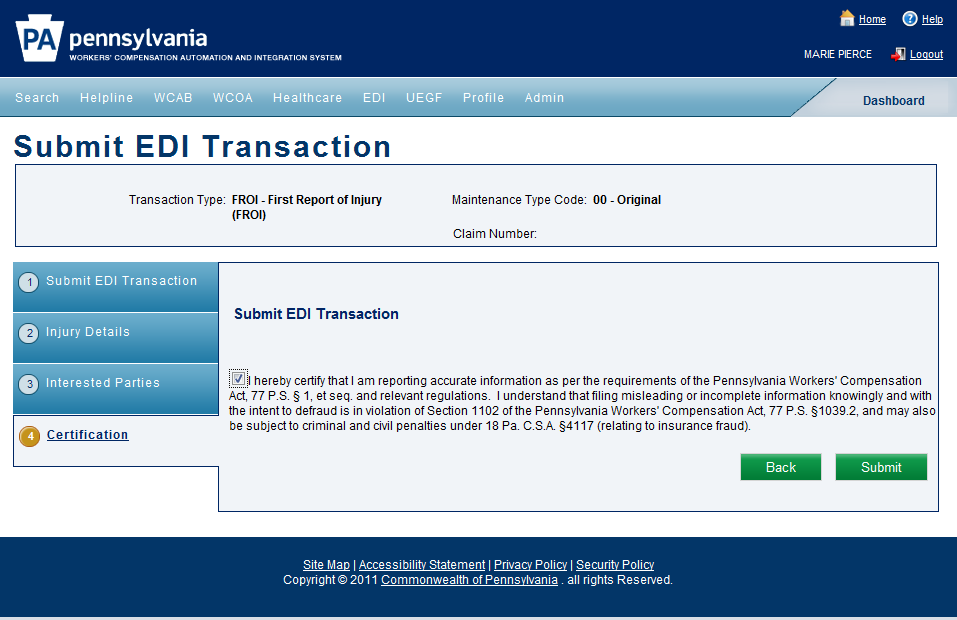 Home
Help
PA pennsylvania
WORKERS' COMPENSATION AUTOMATION AND INTEGRATION SYSTEM
MARIE PIERCE
Logout
Search Helpline WCAB WCOA Healthcare EDI UEGF Profile Admin
Dashboard
Submit EDI Transaction
Transaction Type: FROI - First Report of Injury
(FROI)
Maintenance Type Code: 00 - Original
Claim Number:
1 Submit EDI Transaction
2 Injury Details
3 Interested Parties
4 Certification
Submit EDI Transaction
I hereby certify that I am reporting accurate information as per the requirements of the Pennsylvania Workers' Compensation
Act, 77 P.S. § 1, et seq. and relevant regulations. I understand that filing misleading or incomplete information knowingly and with
the intent to defraud is in violation of Section 1102 of the Pennsylvania Workers' Compensation Act, 77 P.S. §1039.2, and may also
be subject to criminal and civil penalties under 18 Pa. C.S.A. §4117 (relating to insurance fraud).
Back
Submit
Site Map | Accessibility Statement | Privacy Policy | Security Policy
Copyright © 2011 Commonwealth of Pennsylvania . all rights Reserved.